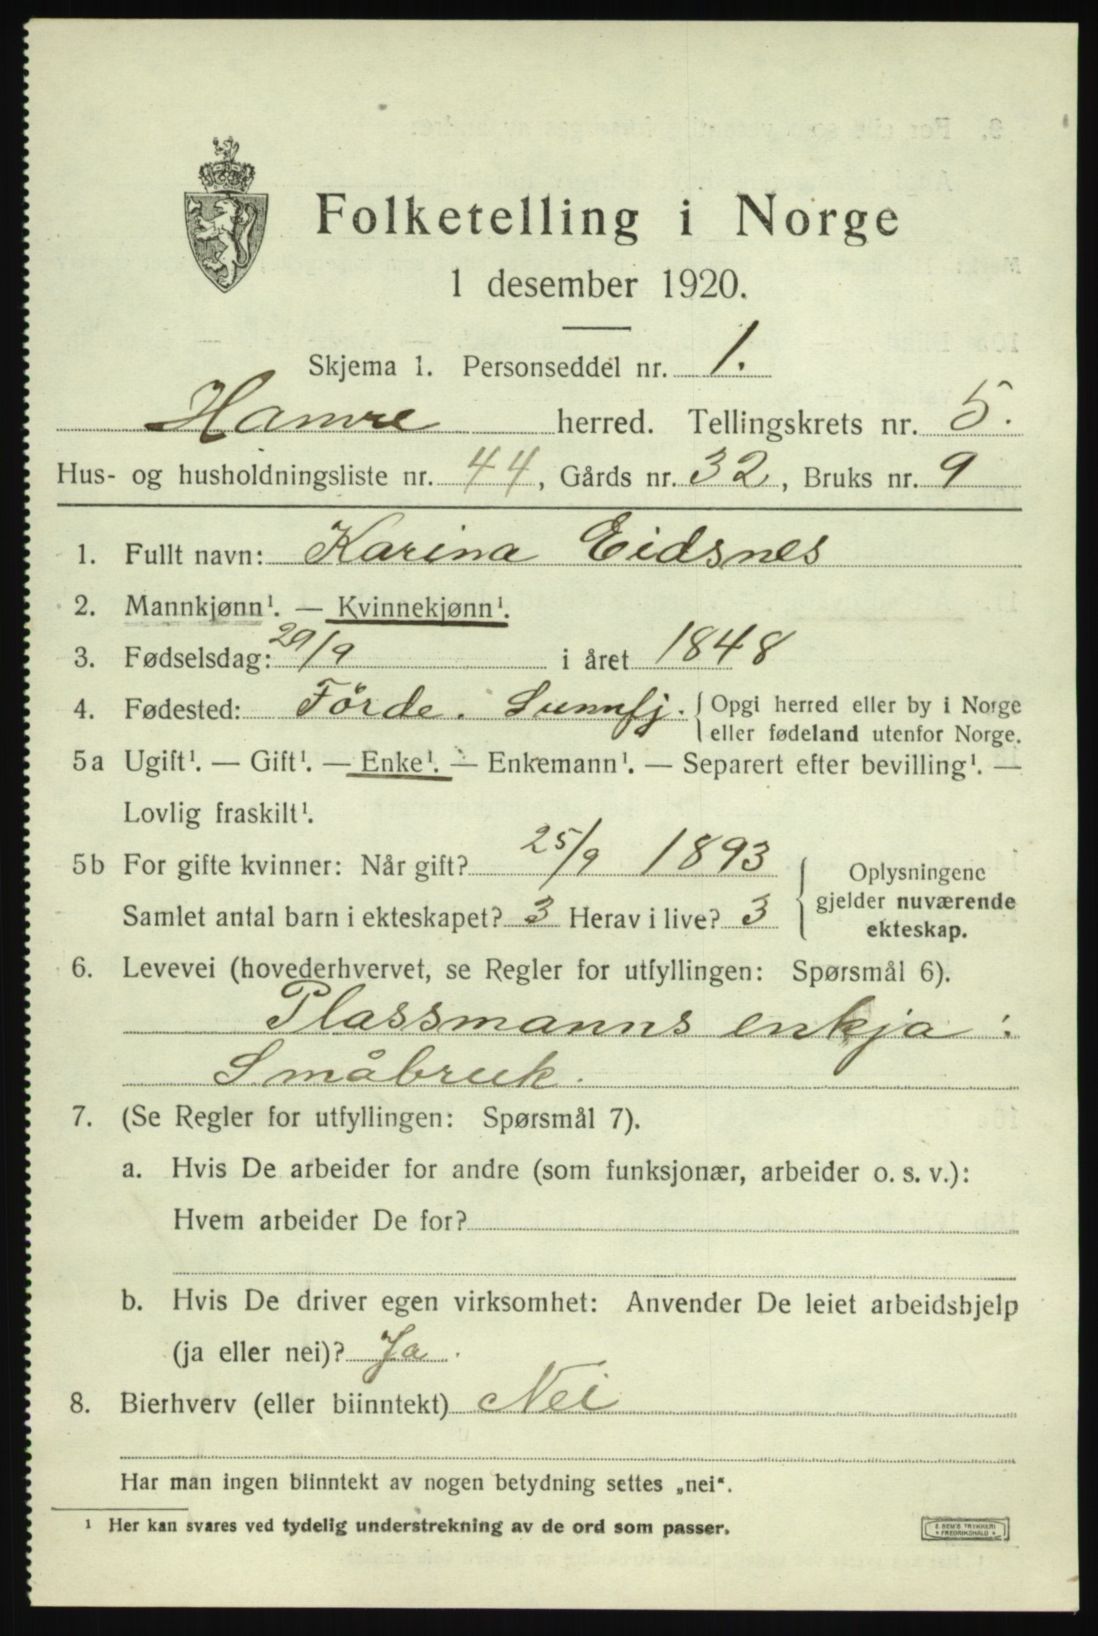 Folketelling i Norge
1 desember 1920.
Skjema 1. Personseddel nr. 1.
Hamre herred. Tellingskrets nr. 5.
Hus- og husholdningsliste nr. 44, Gårds nr. 32, Bruks nr. 9
1. Fullt navn: Karina Eidsnes
2. Mannkjønn¹. — Kvinnekjønn¹.
3. Fødselsdag: 29/9 i året 1848
4. Fødested: Förde. Sunnfj. { Opgi herred eller by i Norge
eller fødeland utenfor Norge.
5a Ugift¹. — Gift¹. — Enke¹. — Enkemann¹. — Separert efter bevilling¹. —
Lovlig fraskilt¹.
5b For gifte kvinner: Når gift? 25/9 1893
Samlet antal barn i ekteskapet? 3 Herav i live? 3
Oplysningene
gjelder nuværende
ekteskap.
6. Levevei (hovederhvervet, se Regler for utfyllingen: Spørsmål 6).
Plassmanns enkja :
Småbruk.
7. (Se Regler for utfyllingen: Spørsmål 7).
a. Hvis De arbeider for andre (som funksjonær, arbeider o. s. v.):
Hvem arbeider De for?
b. Hvis De driver egen virksomhet: Anvender De leiet arbeidshjelp
(ja eller nei)? Ja.
8. Bierhverv (eller biinntekt) Nei
Har man ingen biinntekt av nogen betydning settes „nei“.
¹ Her kan svares ved tydelig understrekning av de ord som passer.